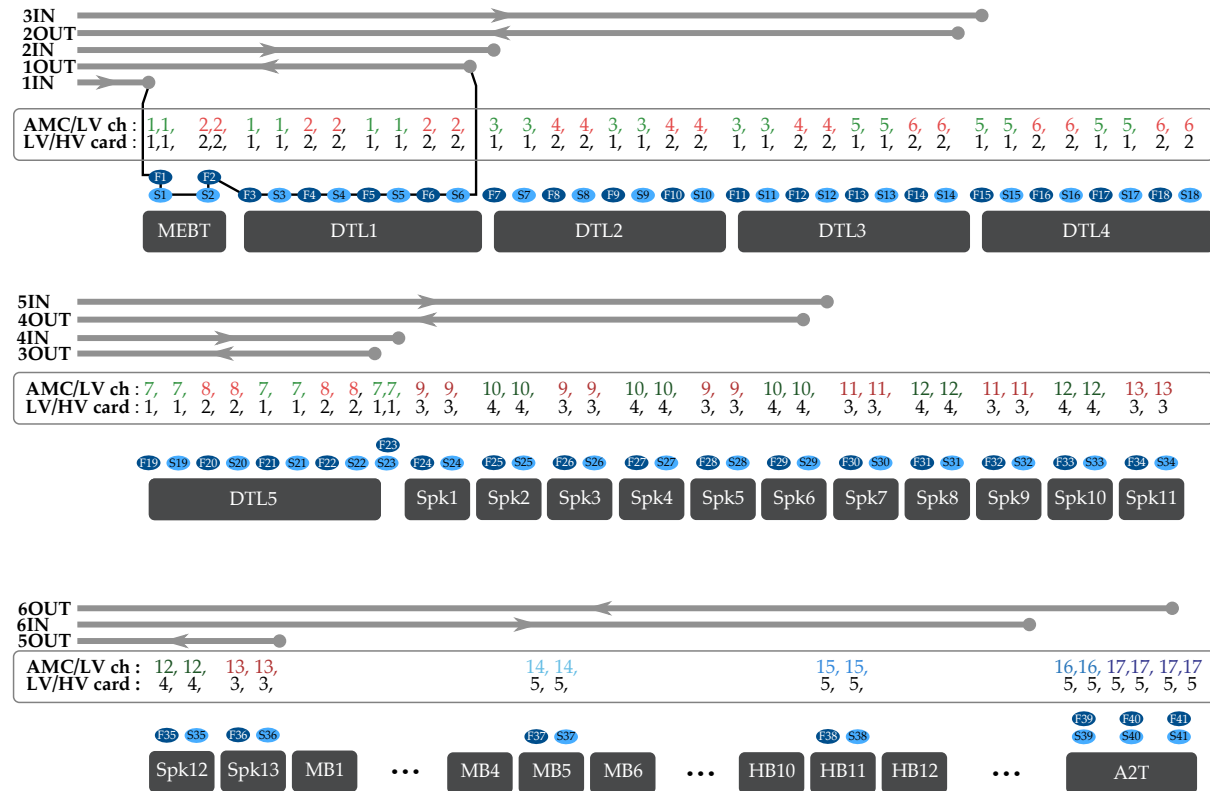 3IN
2OUT
2IN
1OUT
1IN
AMC/LV ch : 1,1, 2,2, 1, 1, 2, 2, 1, 1, 2, 2, 3, 3, 4, 4, 3, 3, 4, 4 3, 3, 4, 4 5, 5, 6, 6, 5, 5 6, 6, 5, 5, 6, 6
LV/HV card : 1,1, 2,2, 1, 1, 2, 2, 1, 1, 2, 2, 1, 1, 2, 2, 1, 1, 2, 2 1, 1, 2, 2 1, 1, 2, 2, 1, 1 2, 2, 1, 1, 2, 2
F1 F2
S1 S2 F3 S3 F4 S4 F5 S5 F6 S6 F7 S7 F8 S8 F9 S9 F10 S10 F11 S11 F12 S12 F13 S13 F14 S14 F15 S15 F16 S16 F17 S17 F18 S18
MEBT DTL1 DTL2 DTL3 DTL4
5IN
4OUT
4IN
3OUT
AMC/LV ch : 7, 7, 8, 8, 7, 7, 8, 8, 7,7, 9, 9, 10, 10, 9, 9, 10, 10, 9, 9, 10, 10, 11, 11, 12, 12, 11, 11, 12, 12, 13, 13
LV/HV card : 1, 1, 2, 2, 1, 1, 2, 2, 1,1, 3, 3, 4, 4, 3, 3, 4, 4, 3, 3, 4, 4, 3, 3, 4, 4, 3, 3, 4, 4, 3, 3
F23
F19 S19 F20 S20 F21 S21 F22 S22 S23 F24 S24 F25 S25 F26 S26 F27 S27 F28 S28 F29 S29 F30 S30 F31 S31 F32 S32 F33 S33 F34 S34
DTL5 Spk1 Spk2 Spk3 Spk4 Spk5 Spk6 Spk7 Spk8 Spk9 Spk10 Spk11
6OUT
6IN
5OUT
AMC/LV ch : 12, 12, 13, 13, 14, 14, 15, 15, 16,16, 17,17, 17,17
LV/HV card : 4, 4, 3, 3, 5, 5, 5, 5, 5, 5, 5, 5, 5, 5
F39 F40 F41
F35 S35 F36 S36 F37 S37 F38 S38 S39 S40 S41
Spk12 Spk13 MB1 ... MB4 MB5 MB6 ... HB10 HB11 HB12 ... A2T